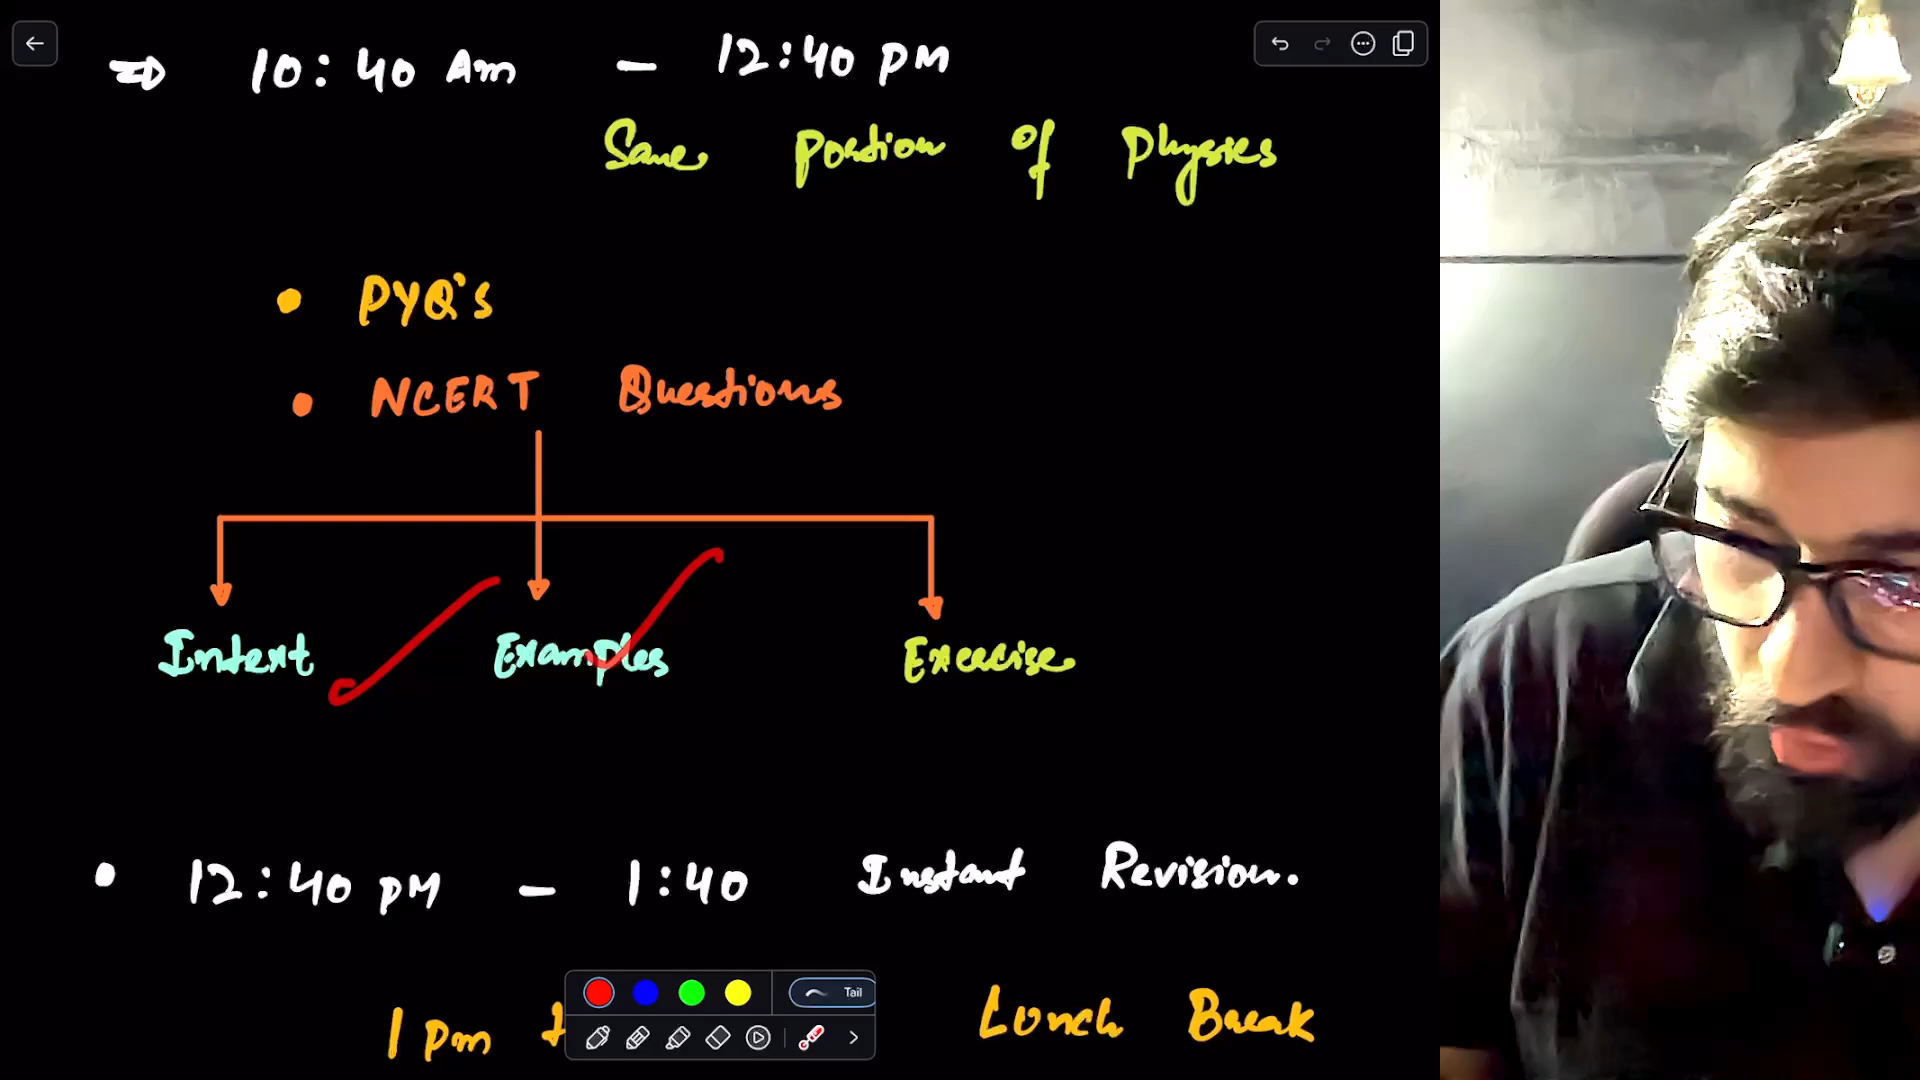 ⇒ 10:40 Am - 12:40 PM
Same portion of Physics
• PYQ's
• NCERT Questions
Intext Examples Exercise
• 12:40 PM - 1:40 Instant Revision.
1 Pm Lunch Break
Tail